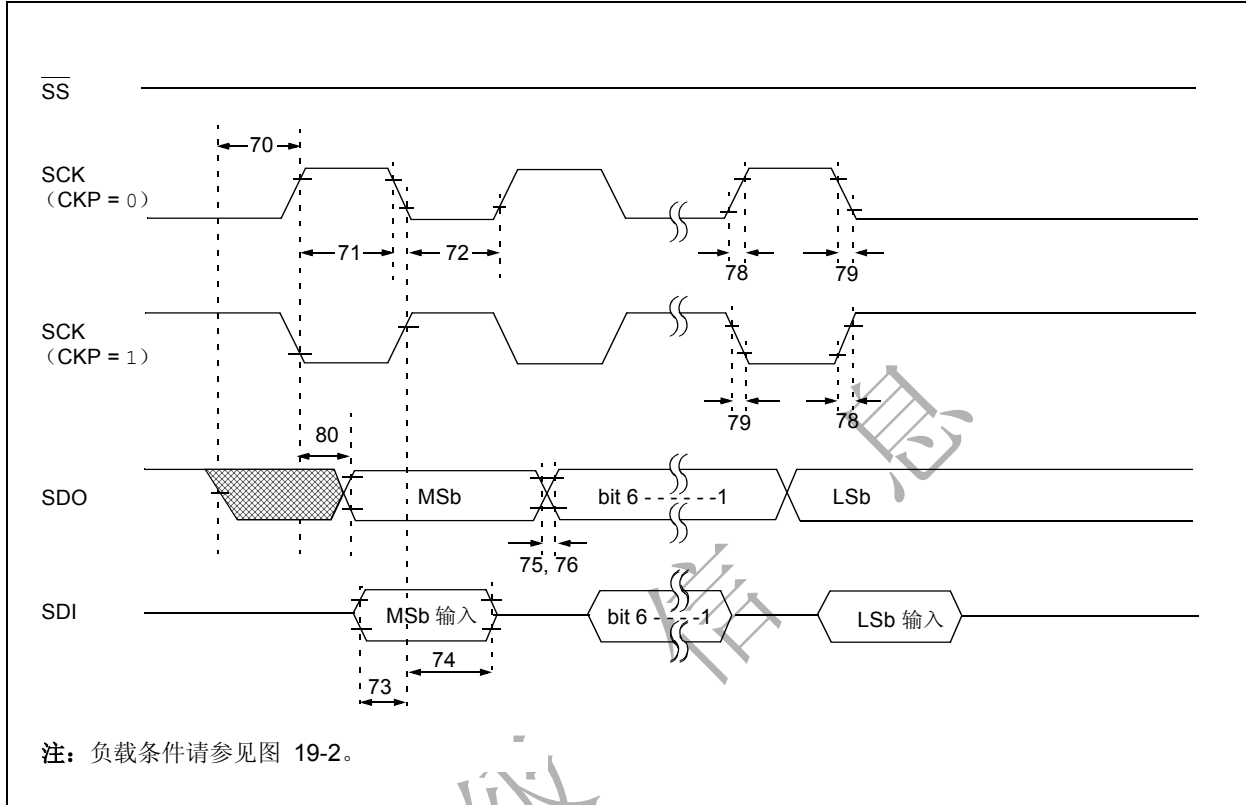 SS
70
SCK
（CKP = 0）
71
72
78
79
SCK
（CKP = 1）
79
78
80
SDO
MSb
bit 6 - - - - - - -1
LSb
75, 76
SDI
MSb 输入
bit 6 - - - - -1
LSb 输入
74
73
注：负载条件请参见图 19-2。
信息